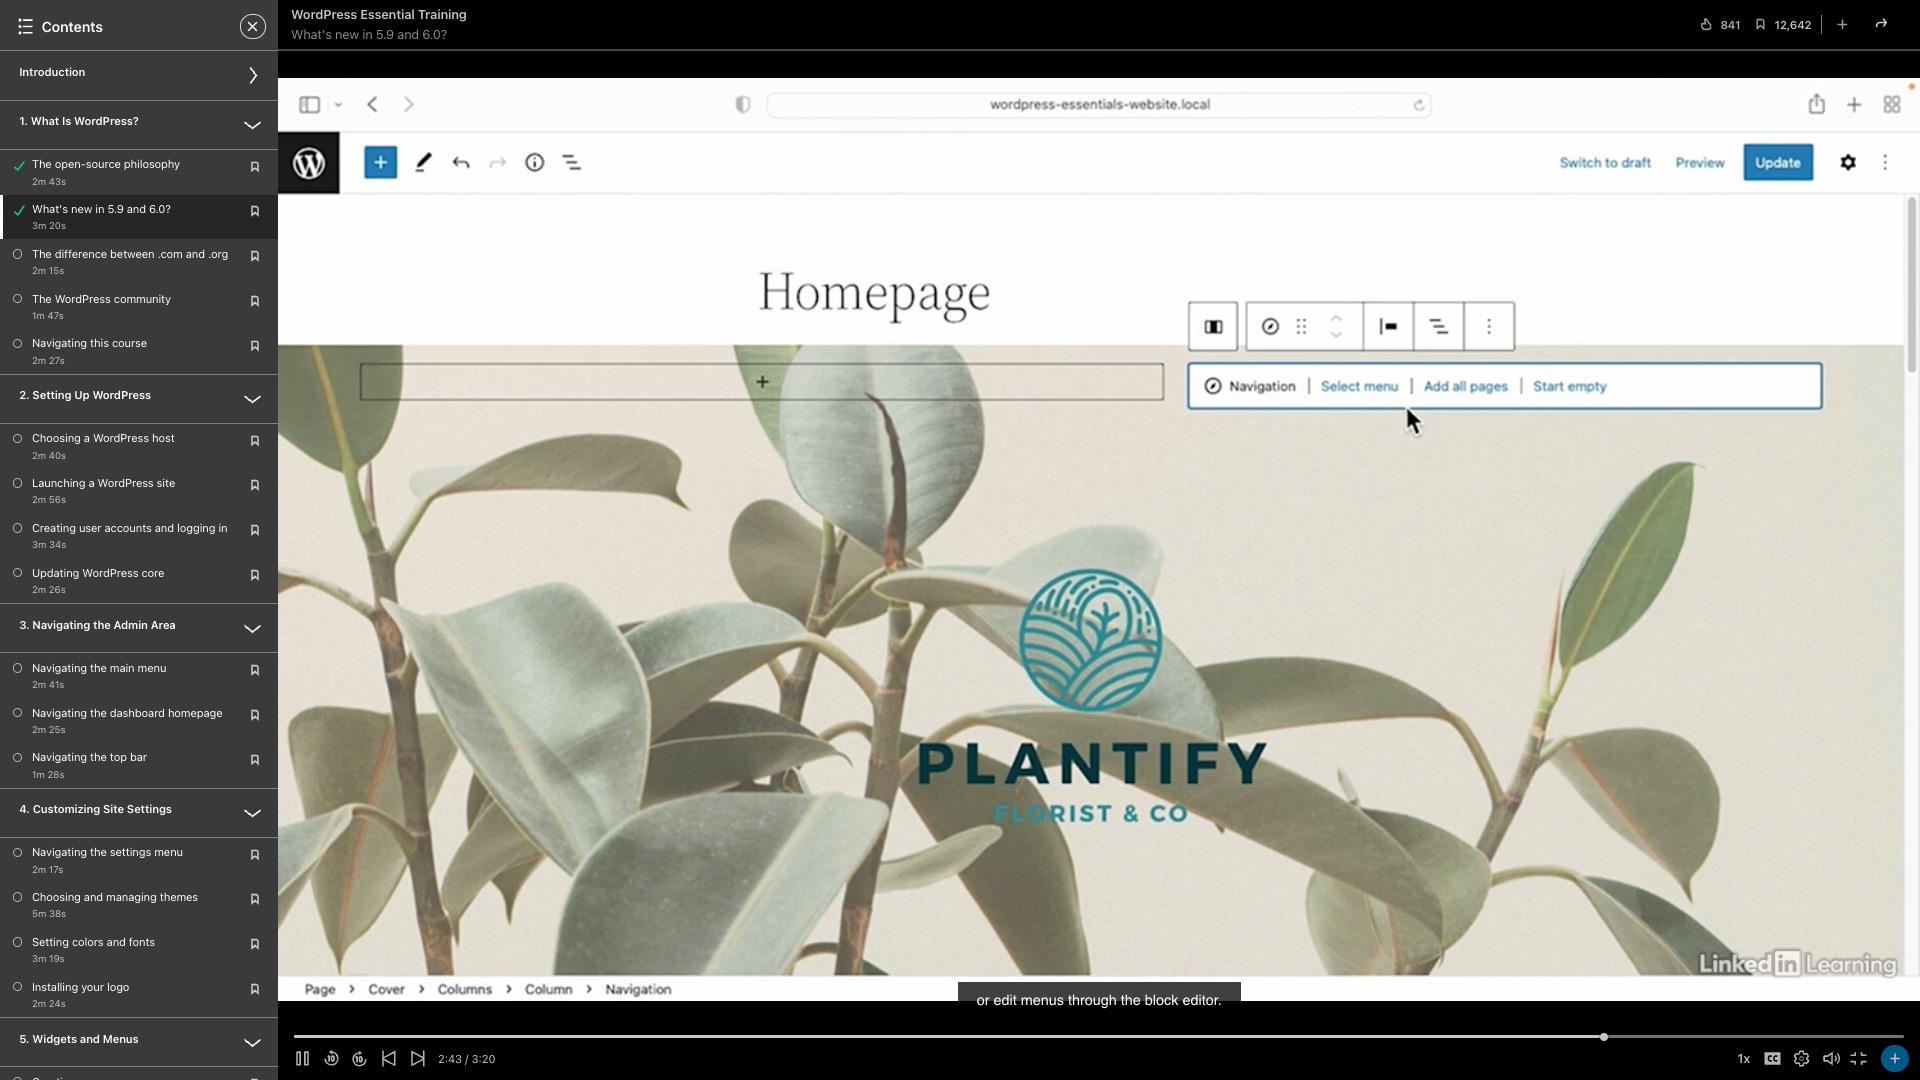 Contents
Introduction
1. What Is WordPress?
The open-source philosophy
2m 43s
What's new in 5.9 and 6.0?
3m 20s
The difference between .com and .org
2m 15s
The WordPress community
1m 47s
Navigating this course
2m 27s
2. Setting Up WordPress
Choosing a WordPress host
2m 40s
Launching a WordPress site
2m 56s
Creating user accounts and logging in
3m 34s
Updating WordPress core
2m 26s
3. Navigating the Admin Area
Navigating the main menu
2m 41s
Navigating the dashboard homepage
2m 25s
Navigating the top bar
1m 28s
4. Customizing Site Settings
Navigating the settings menu
2m 17s
Choosing and managing themes
5m 38s
Setting colors and fonts
3m 19s
Installing your logo
2m 24s
5. Widgets and Menus
WordPress Essential Training
What's new in 5.9 and 6.0?
841
12,642
wordpress-essentials-website.local
Switch to draft Preview Update
Homepage
Navigation | Select menu | Add all pages | Start empty
PLANTIFY
FLORIST & CO
Linked in Learning
Page > Cover > Columns > Column > Navigation
or edit menus through the block editor.
10 10 2:43 / 3:20 1x CC